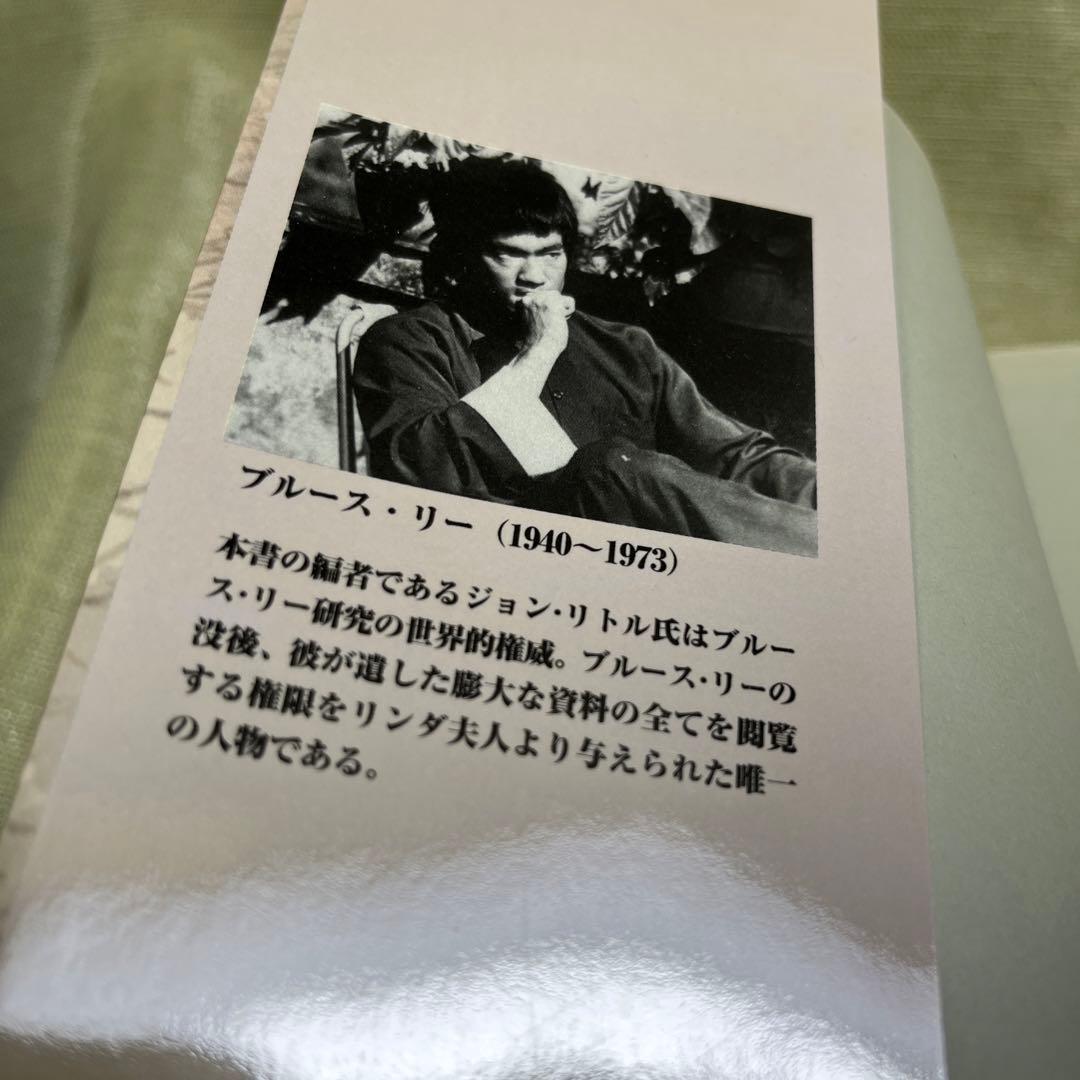 ブルース・リー（1940〜1973）
本書の編者であるジョン・リトル氏はブルー
ス・リー研究の世界的権威。ブルース・リーの
没後、彼が遺した膨大な資料の全てを閲覧
する権限をリンダ夫人より与えられた唯一
の人物である。